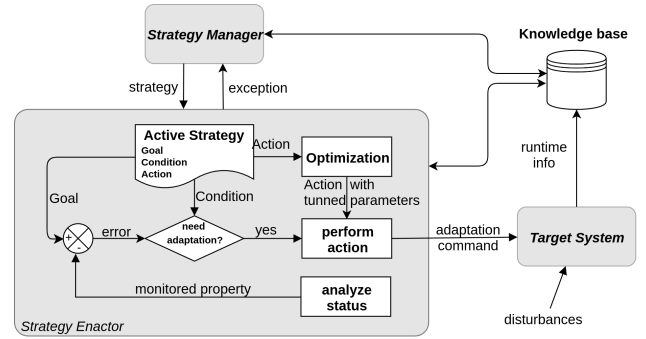 Strategy Manager
Knowledge base
strategy
exception
Active Strategy
Goal
Condition
Action
Action
Optimization
runtime
info
Action with
tunned parameters
Goal
Condition
need
adaptation?
+
-
error
yes
perform
action
adaptation
command
Target System
monitored property
analyze
status
disturbances
Strategy Enactor